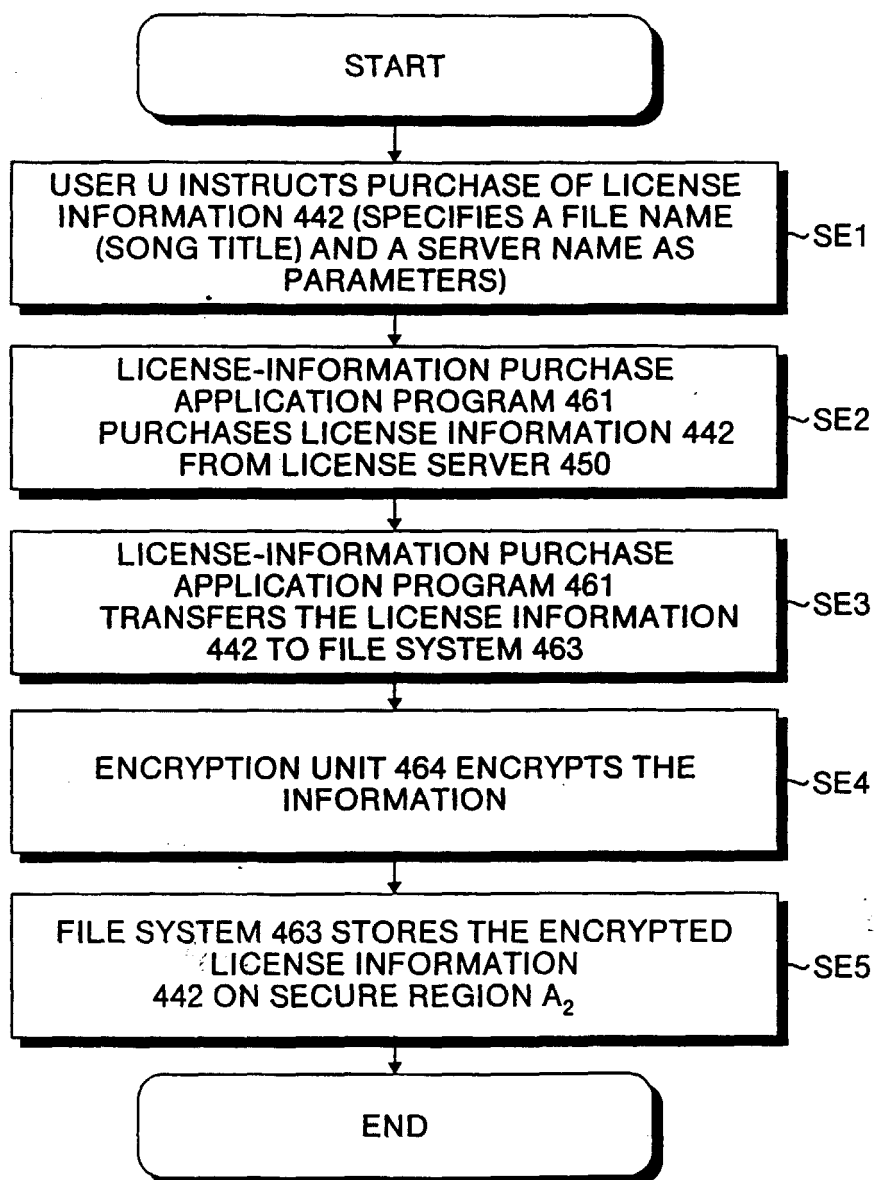 START
USER U INSTRUCTS PURCHASE OF LICENSE
INFORMATION 442 (SPECIFIES A FILE NAME
(SONG TITLE) AND A SERVER NAME AS
PARAMETERS)
SE1
LICENSE-INFORMATION PURCHASE
APPLICATION PROGRAM 461
PURCHASES LICENSE INFORMATION 442
FROM LICENSE SERVER 450
SE2
LICENSE-INFORMATION PURCHASE
APPLICATION PROGRAM 461
TRANSFERS THE LICENSE INFORMATION
442 TO FILE SYSTEM 463
SE3
ENCRYPTION UNIT 464 ENCRYPTS THE
INFORMATION
SE4
FILE SYSTEM 463 STORES THE ENCRYPTED
LICENSE INFORMATION
442 ON SECURE REGION A₂
SE5
END